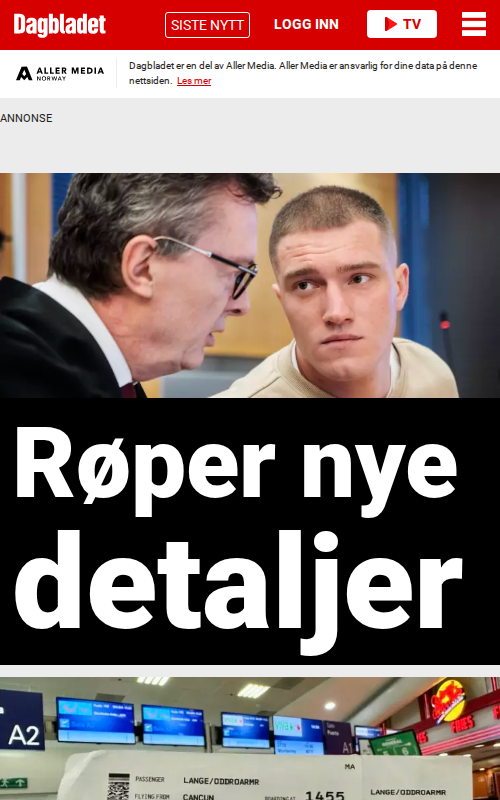 Dagbladet
SISTE NYTT
LOGG INN
TV
ALLER MEDIA
NORWAY
Dagbladet er en del av Aller Media. Aller Media er ansvarlig for dine data på denne
nettsiden. Les mer
ANNONSE
Røper nye
detaljer
A2
A1
MA
PASSENGER
LANGE/ODDROARMR
LANGE/ODDROARMR
FLYING FROM
CANCUN
BOARDING AT
1455
CANCUN